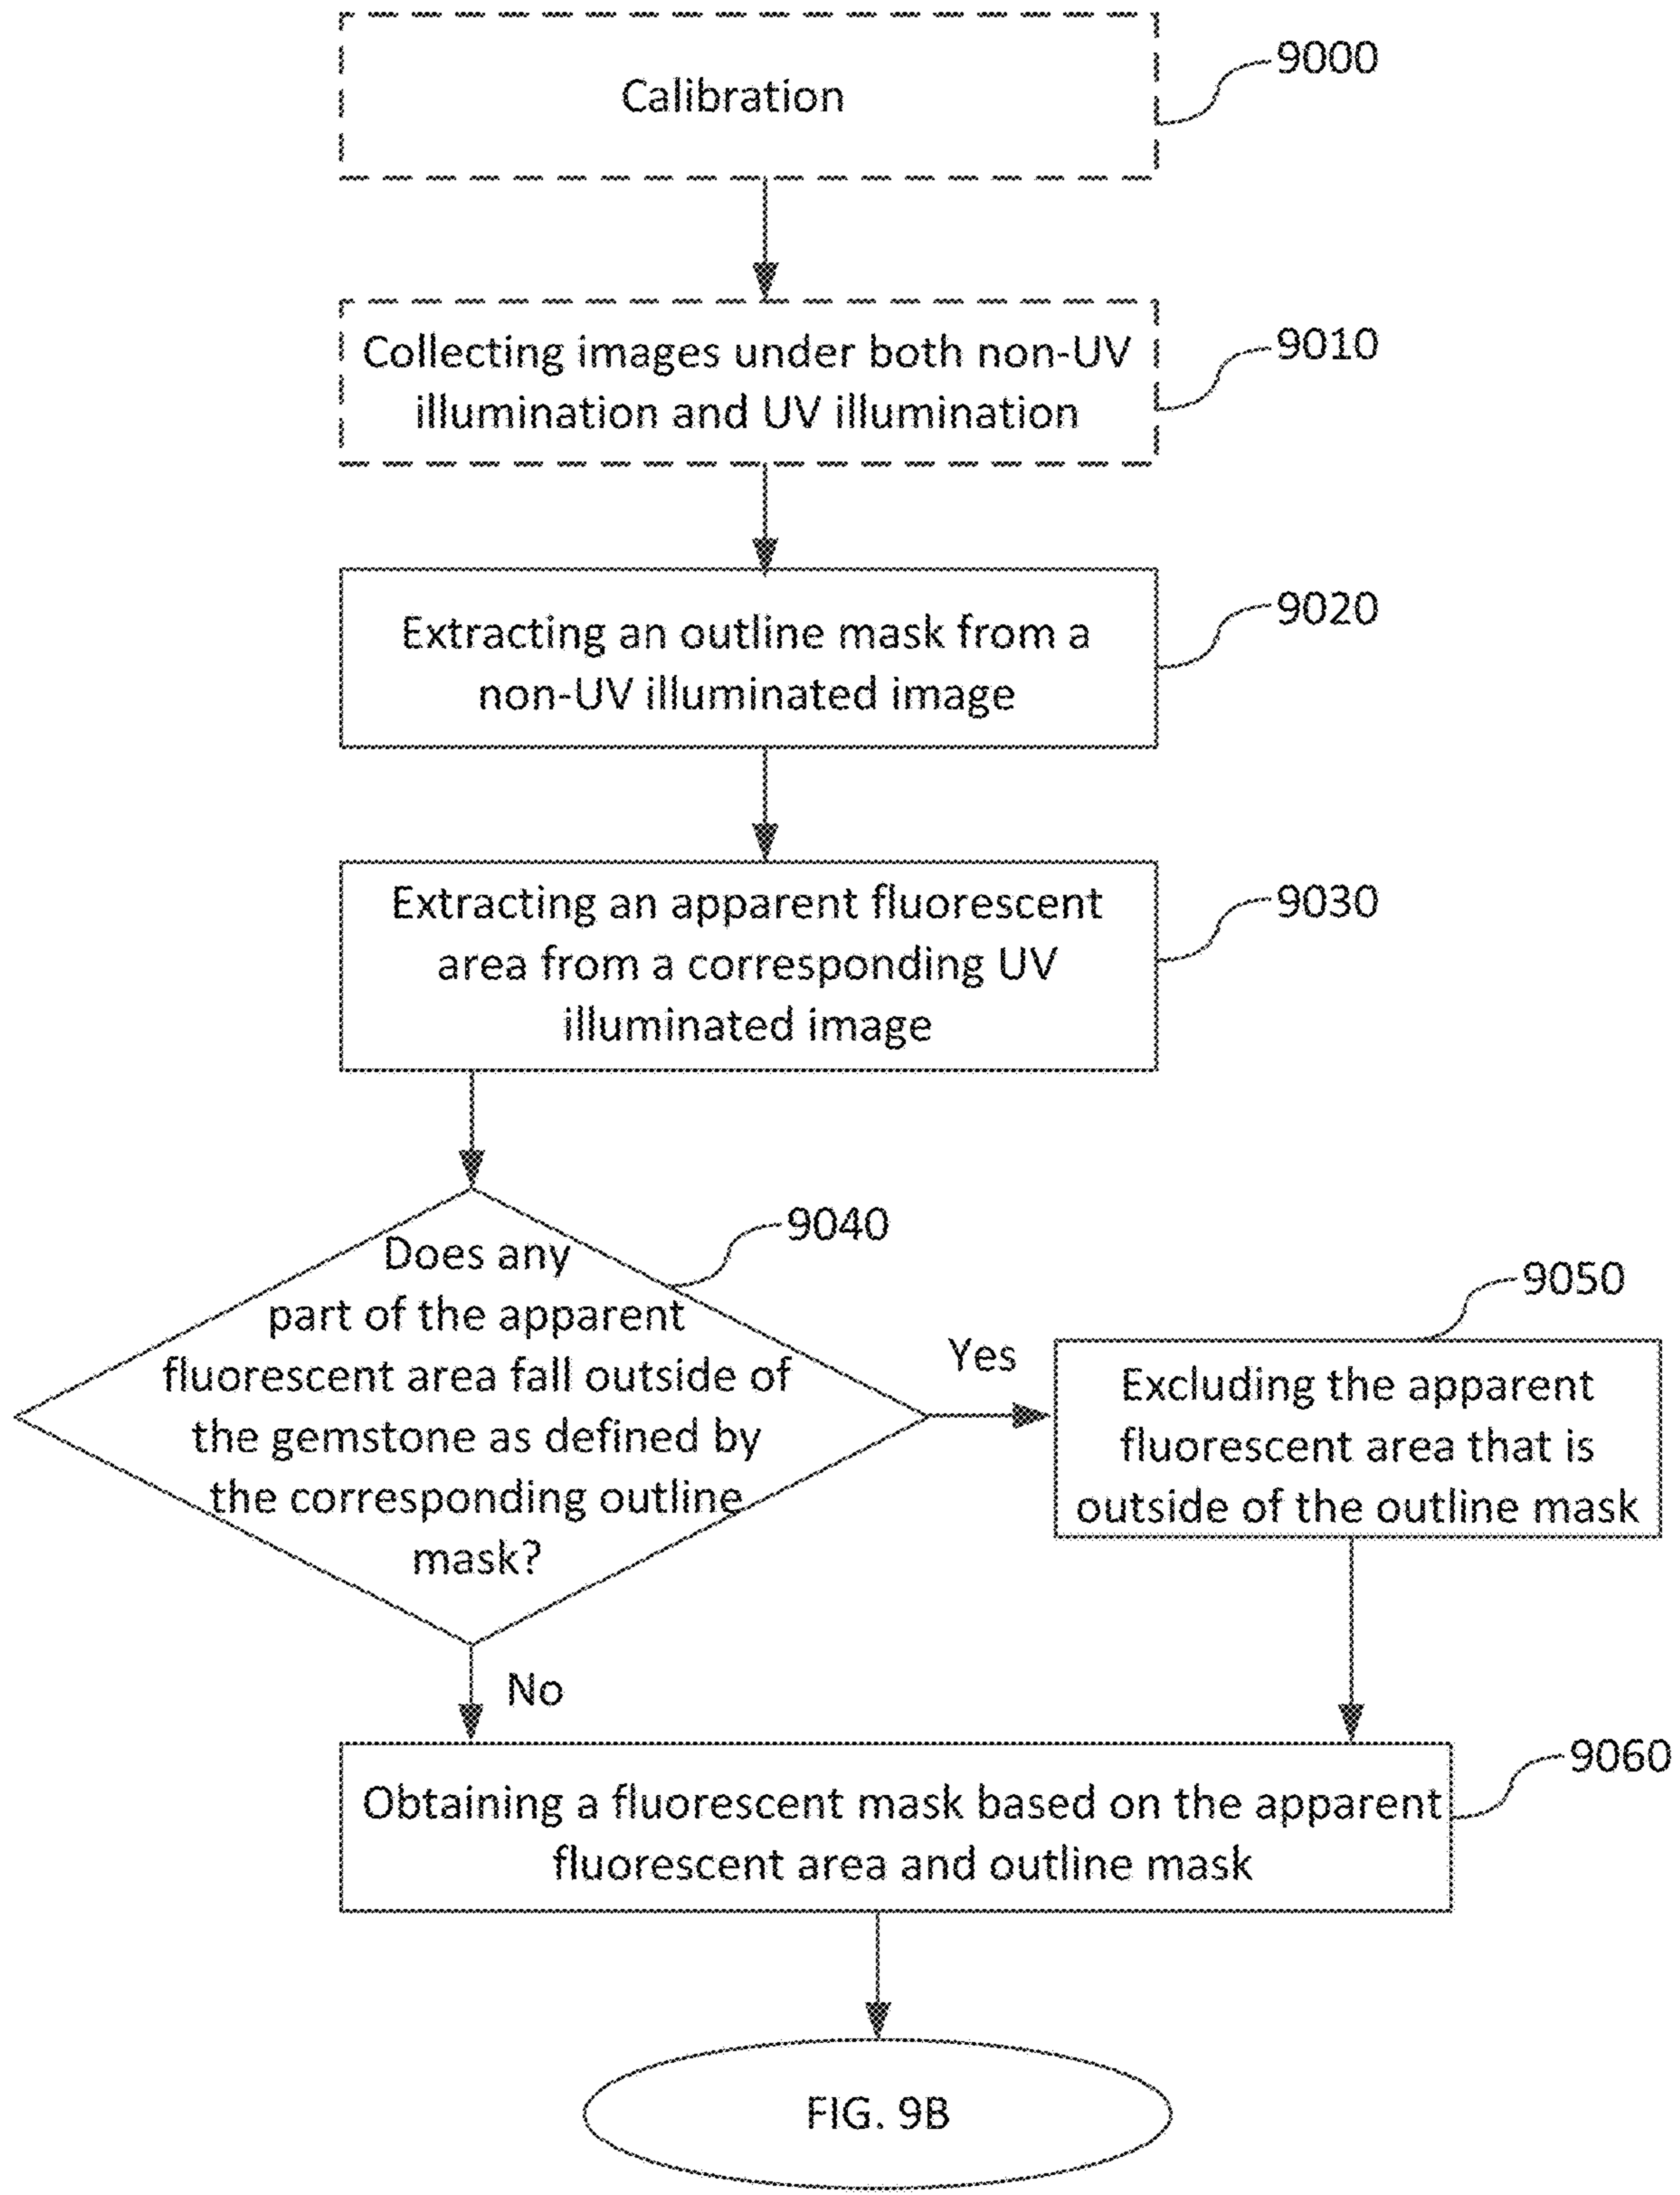 Calibration
9000
Collecting images under both non-UV
illumination and UV illumination
9010
Extracting an outline mask from a
non-UV illuminated image
9020
Extracting an apparent fluorescent
area from a corresponding UV
illuminated image
9030
Does any
part of the apparent
fluorescent area fall outside of
the gemstone as defined by
the corresponding outline
mask?
9040
Yes
No
Excluding the apparent
fluorescent area that is
outside of the outline mask
9050
Obtaining a fluorescent mask based on the apparent
fluorescent area and outline mask
9060
FIG. 9B